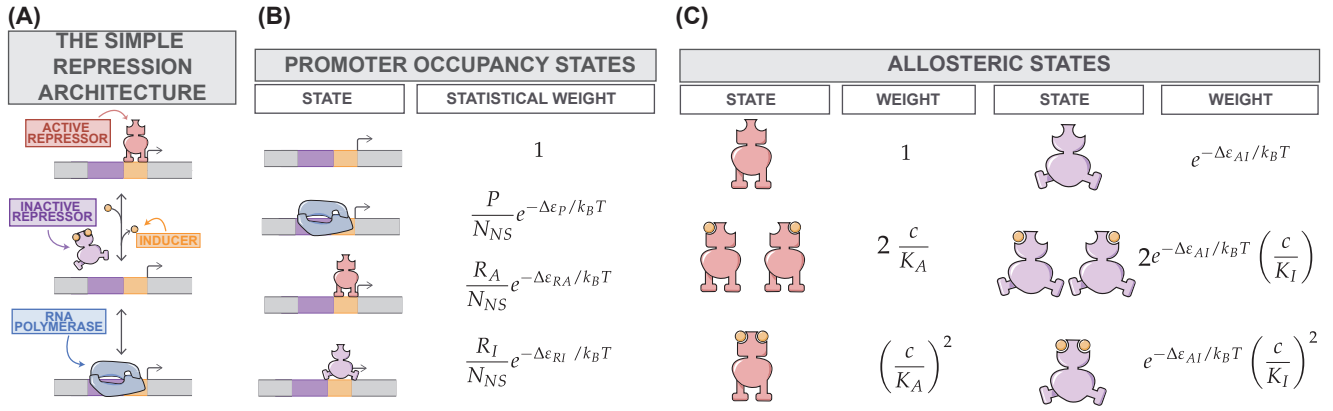 (A)
THE SIMPLE
REPRESSION
ARCHITECTURE
ACTIVE
REPRESSOR
INACTIVE
REPRESSOR
INDUCER
RNA
POLYMERASE
(B)
PROMOTER OCCUPANCY STATES
STATE STATISTICAL WEIGHT
1
P/N_NS e^{-Δε_P/k_BT}
R_A/N_NS e^{-Δε_RA/k_BT}
R_I/N_NS e^{-Δε_RI/k_BT}
(C)
ALLOSTERIC STATES
STATE WEIGHT STATE WEIGHT
1 e^{-Δε_AI/k_BT}
2 c/K_A 2e^{-Δε_AI/k_BT} (c/K_I)
(c/K_A)^2 e^{-Δε_AI/k_BT} (c/K_I)^2